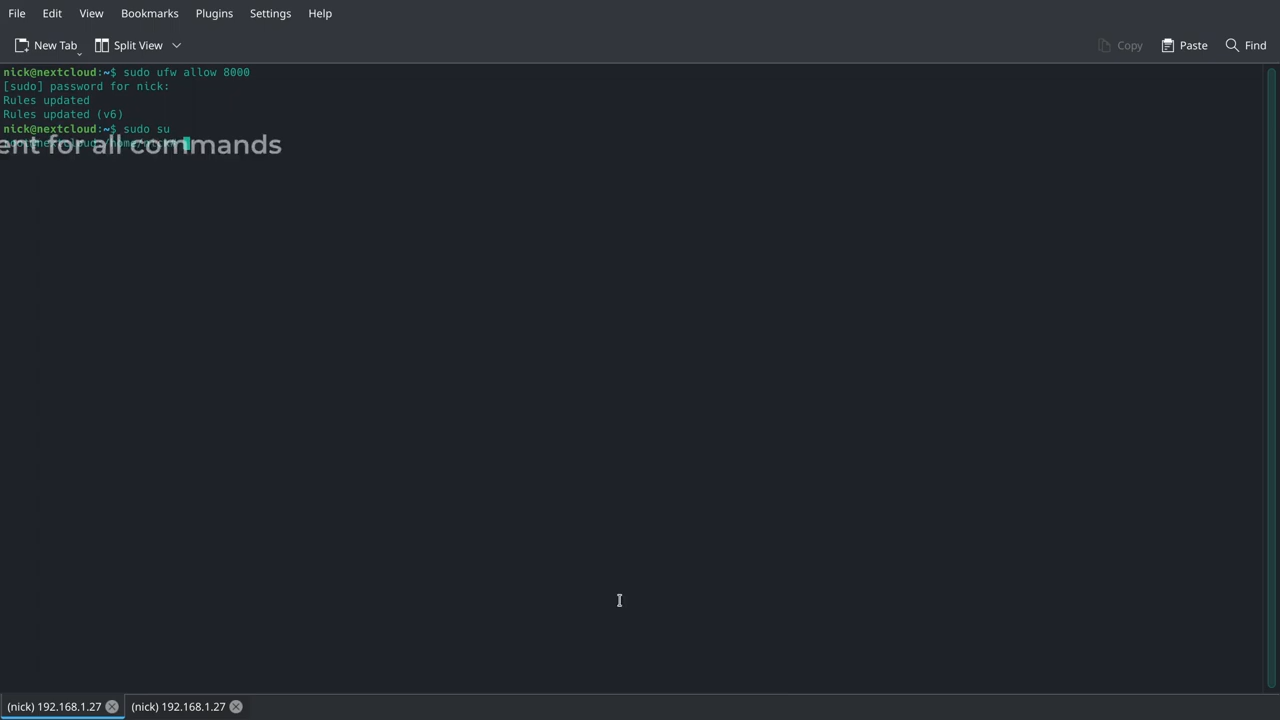 File Edit View Bookmarks Plugins Settings Help
New Tab Split View Copy Paste Find
nick@nextcloud:~$ sudo ufw allow 8000
[sudo] password for nick:
Rules updated
Rules updated (v6)
nick@nextcloud:~$ sudo su
for all commands
(nick) 192.168.1.27 (nick) 192.168.1.27